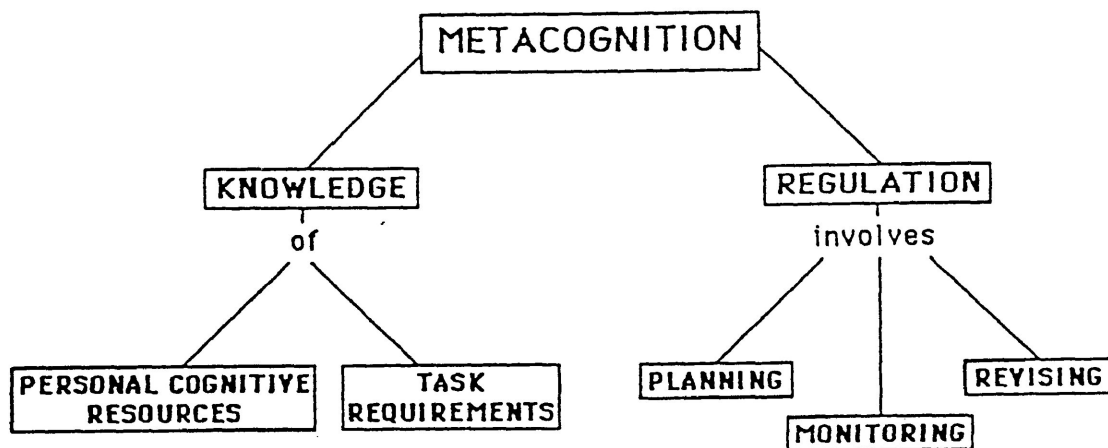 METACOGNITION
KNOWLEDGE
REGULATION
of
involves
PERSONAL COGNITIVE
RESOURCES
TASK
REQUIREMENTS
PLANNING
MONITORING
REVISING